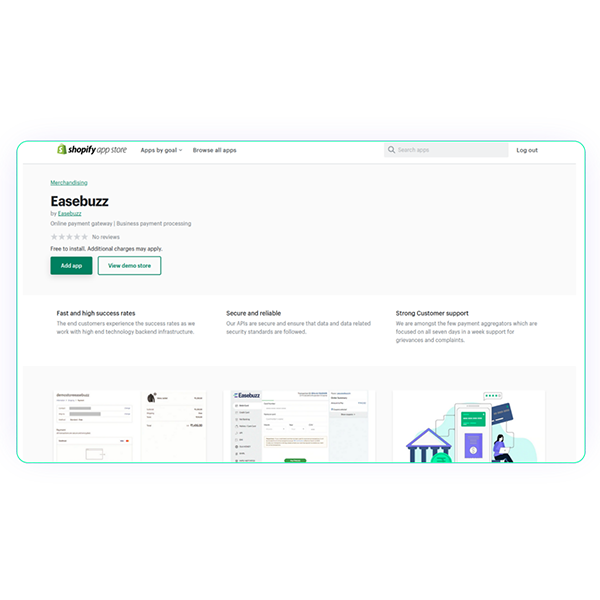 shopify app store
Apps by goal
Browse all apps
Search apps
Log out
Merchandising
Easebuzz
by Easebuzz
Online payment gateway | Business payment processing
No reviews
Free to install. Additional charges may apply.
Add app
View demo store
Fast and high success rates
The end customers experience the success rates as we
work with high end technology backend infrastructure.
Secure and reliable
Our APIs are secure and ensure that data and data related
security standards are followed.
Strong Customer support
We are amongst the few payment aggregators which are
focused on all seven days in a week support for
grievances and complaints.
Easebuzz